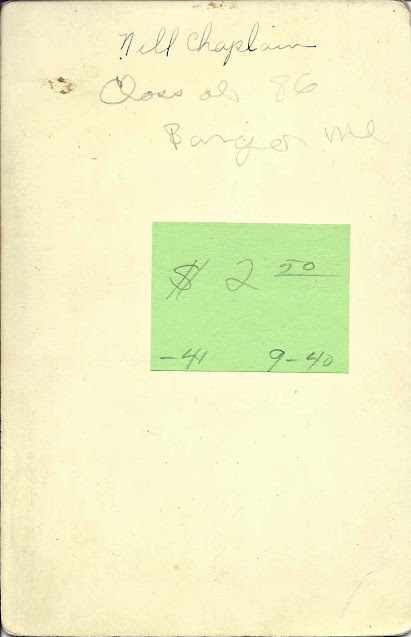 Nell Chaplain
Class of 86
Bangor Me
$ 2 50
-41 9-40